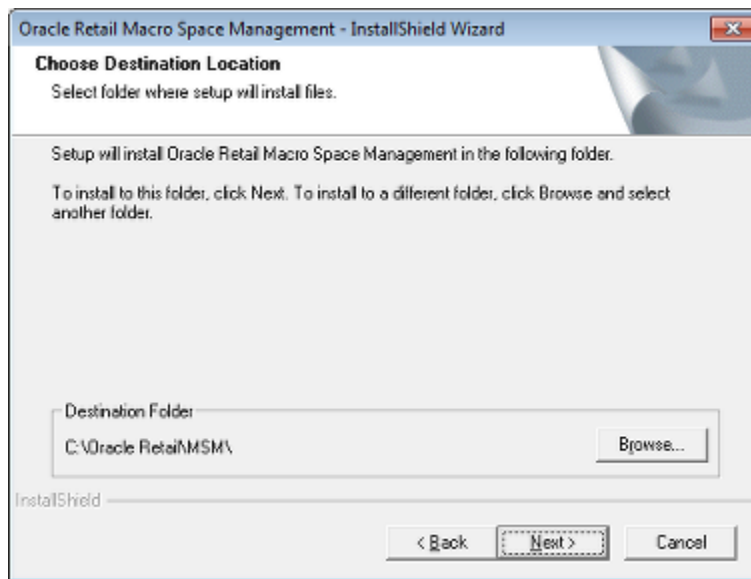 Oracle Retail Macro Space Management - InstallShield Wizard
Choose Destination Location
Select folder where setup will install files.
Setup will install Oracle Retail Macro Space Management in the following folder.
To install to this folder, click Next. To install to a different folder, click Browse and select
another folder.
Destination Folder
C:\Oracle Retail\MSM\
Browse...
InstallShield
< Back
Next >
Cancel